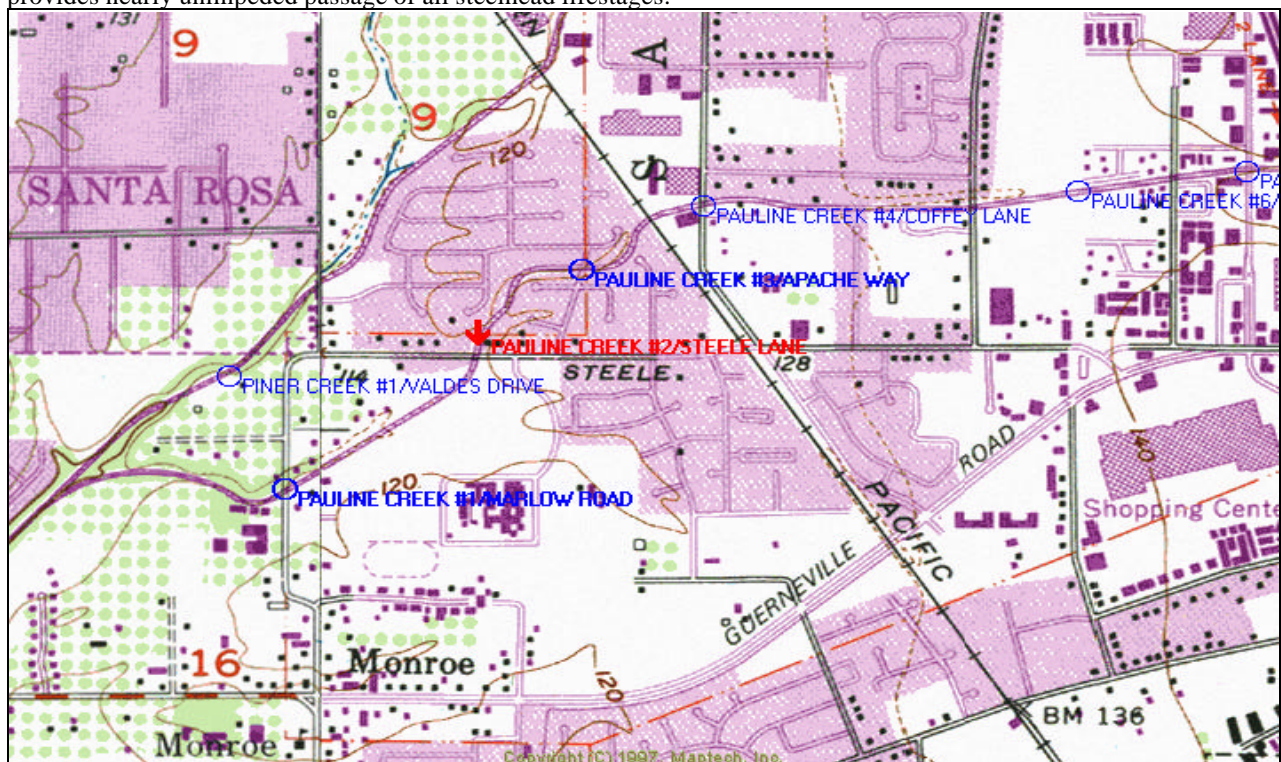 provides nearly unimpeded passage of all steelhead lifestages.
131
9
9
A
S
2
120
SANTA ROSA
PAULINE CREEK #4/COFFEY LANE
PAULINE CREEK #6/
PA
PAULINE CREEK #3/APACHE WAY
PAULINE CREEK #2/STEELE LANE
128
STEELE
114
PINER CREEK #1/VALDES DRIVE
ROAD
140
120
PAULINE CREEK #1/MARLOW ROAD
PACIFIC
Shopping Cente
GUERNEVILLE
16
Monroe
120
BM 136
Monroe
Copyright (C) 1997, Maptech, Inc.